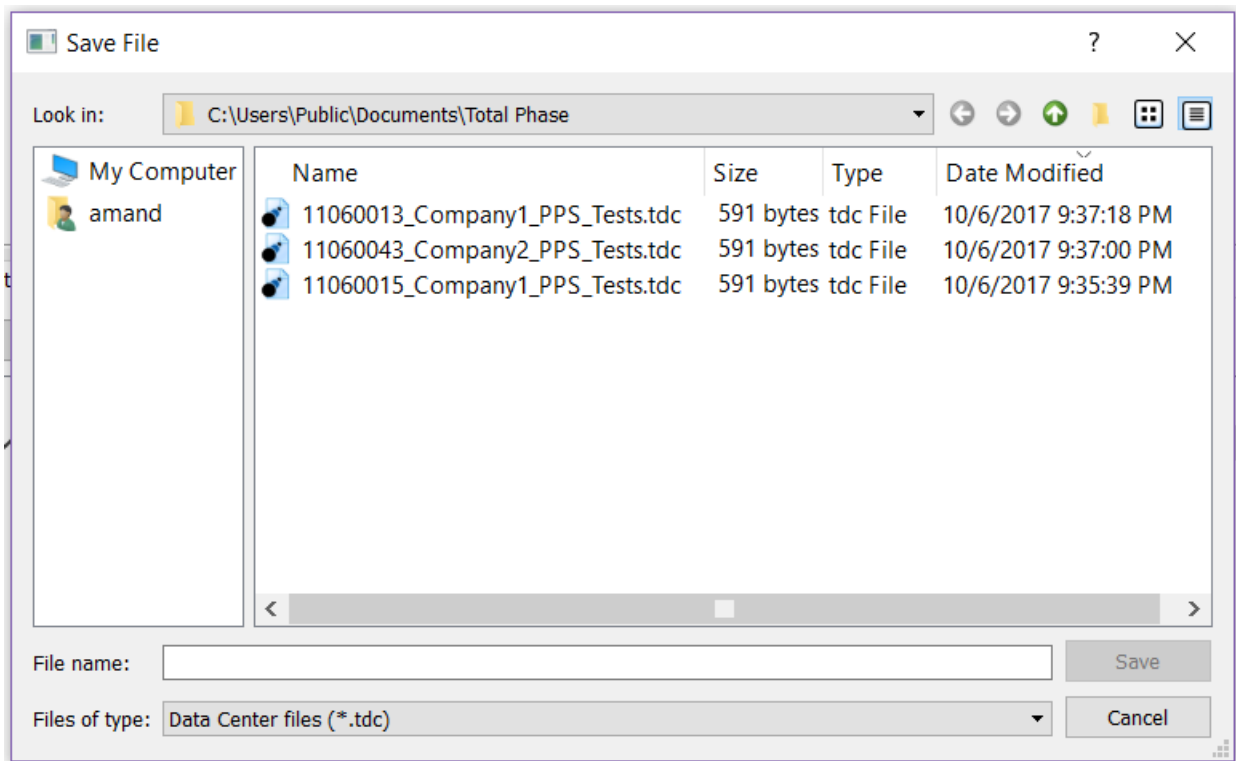 Save File
?
Look in:
C:\Users\Public\Documents\Total Phase
My Computer
amand
Name Size Type Date Modified
11060013_Company1_PPS_Tests.tdc 591 bytes tdc File 10/6/2017 9:37:18 PM
11060043_Company2_PPS_Tests.tdc 591 bytes tdc File 10/6/2017 9:37:00 PM
11060015_Company1_PPS_Tests.tdc 591 bytes tdc File 10/6/2017 9:35:39 PM
File name:
Save
Files of type: Data Center files (*.tdc)
Cancel